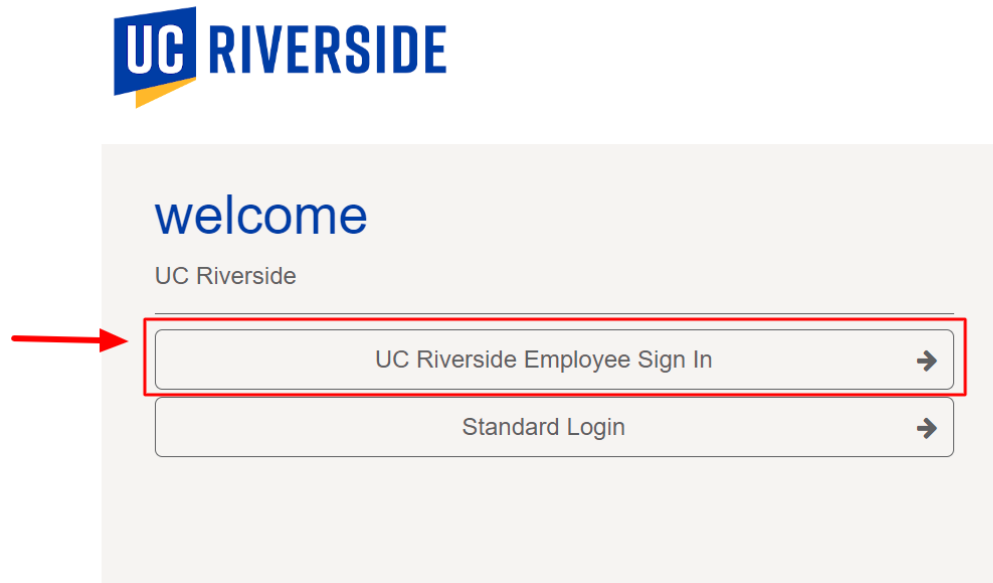 UC RIVERSIDE
welcome
UC Riverside
UC Riverside Employee Sign In
Standard Login